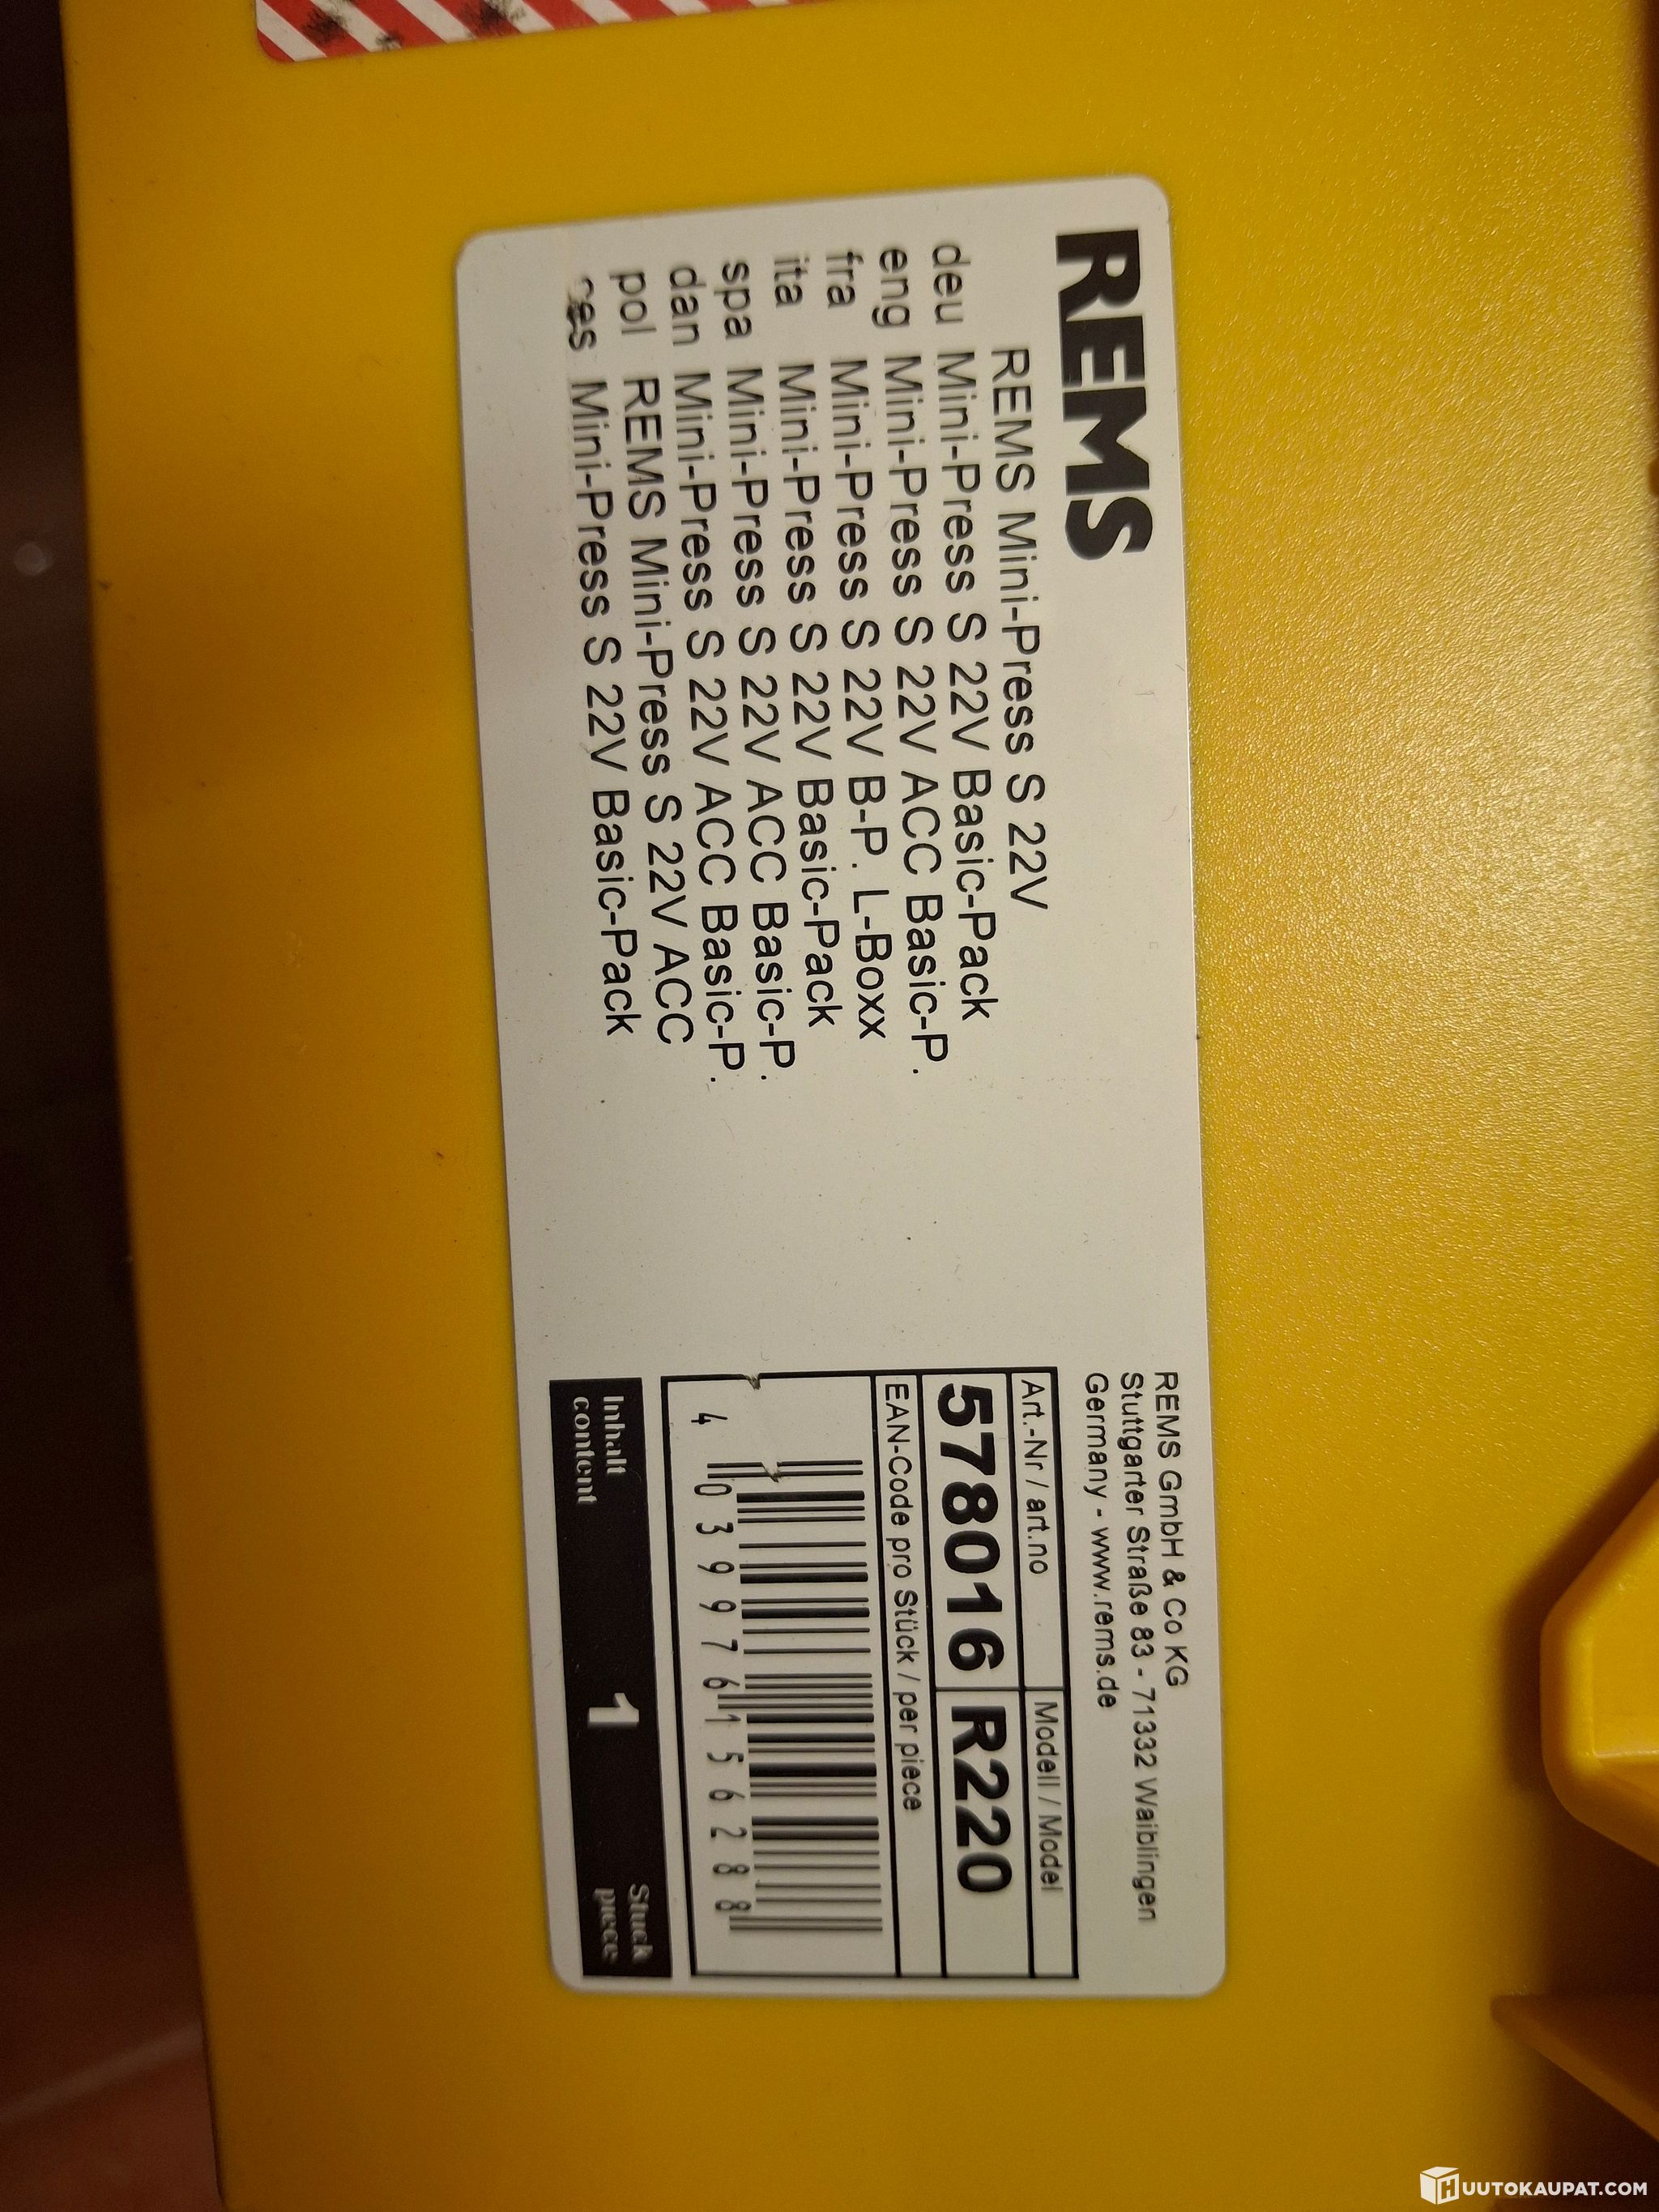 REMS
REMS Mini-Press S 22V
deu Mini-Press S 22V Basic-Pack
eng Mini-Press S 22V ACC Basic-P.
fra Mini-Press S 22V B-P. L-Boxx
ita Mini-Press S 22V Basic-Pack
spa Mini-Press S 22V ACC Basic-P.
dan Mini-Press S 22V ACC Basic-P.
pol REMS Mini-Press S 22V ACC
ces Mini-Press S 22V Basic-Pack
REMS GmbH & Co KG
Stuttgarter Straße 83 - 71332 Waiblingen
Germany - www.rems.de
Art.-Nr / art.no Modell / Model
578016 R220
EAN-Code pro Stück / per piece
4 039976 156288
Inhalt 1 Stück
content piece
HUUTOKAUPAT.COM